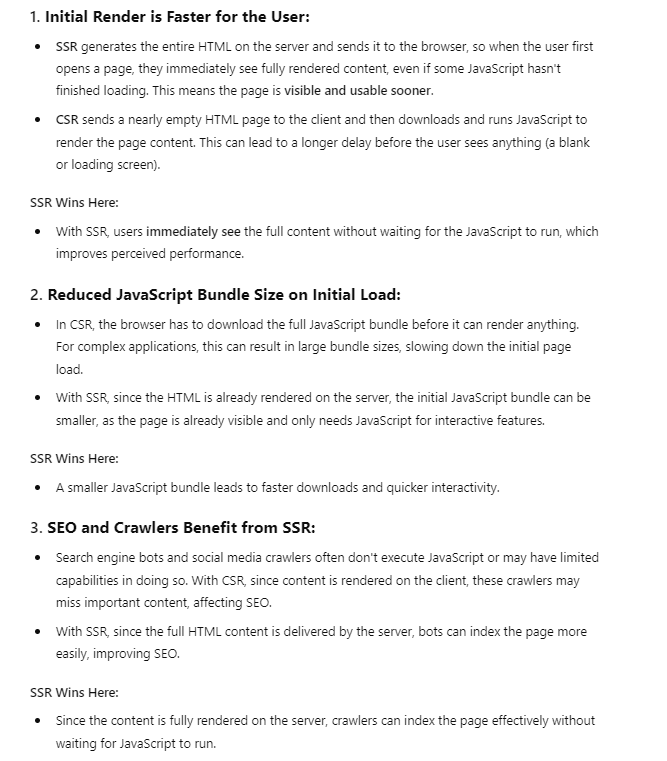 1. Initial Render is Faster for the User:
• SSR generates the entire HTML on the server and sends it to the browser, so when the user first
opens a page, they immediately see fully rendered content, even if some JavaScript hasn't
finished loading. This means the page is visible and usable sooner.
• CSR sends a nearly empty HTML page to the client and then downloads and runs JavaScript to
render the page content. This can lead to a longer delay before the user sees anything (a blank
or loading screen).
SSR Wins Here:
• With SSR, users immediately see the full content without waiting for the JavaScript to run, which
improves perceived performance.
2. Reduced JavaScript Bundle Size on Initial Load:
• In CSR, the browser has to download the full JavaScript bundle before it can render anything.
For complex applications, this can result in large bundle sizes, slowing down the initial page
load.
• With SSR, since the HTML is already rendered on the server, the initial JavaScript bundle can be
smaller, as the page is already visible and only needs JavaScript for interactive features.
SSR Wins Here:
• A smaller JavaScript bundle leads to faster downloads and quicker interactivity.
3. SEO and Crawlers Benefit from SSR:
• Search engine bots and social media crawlers often don't execute JavaScript or may have limited
capabilities in doing so. With CSR, since content is rendered on the client, these crawlers may
miss important content, affecting SEO.
• With SSR, since the full HTML content is delivered by the server, bots can index the page more
easily, improving SEO.
SSR Wins Here:
• Since the content is fully rendered on the server, crawlers can index the page effectively without
waiting for JavaScript to run.